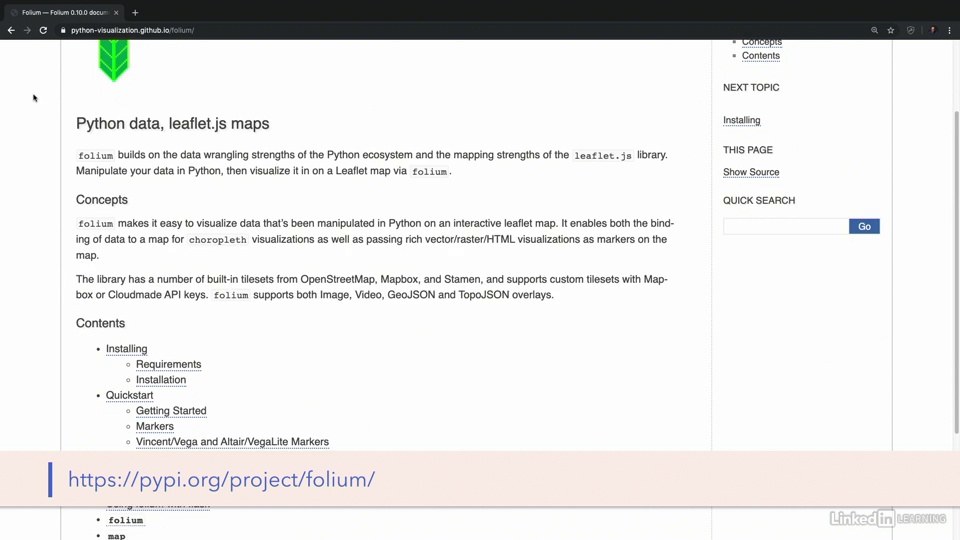 Folium — Folium 0.10.0 docum
python-visualization.github.io/folium/
Concepts
Contents
NEXT TOPIC
Installing
THIS PAGE
Show Source
QUICK SEARCH
Go
Python data, leaflet.js maps
folium builds on the data wrangling strengths of the Python ecosystem and the mapping strengths of the leaflet.js library.
Manipulate your data in Python, then visualize it in on a Leaflet map via folium.
Concepts
folium makes it easy to visualize data that's been manipulated in Python on an interactive leaflet map. It enables both the bind-
ing of data to a map for choropleth visualizations as well as passing rich vector/raster/HTML visualizations as markers on the
map.
The library has a number of built-in tilesets from OpenStreetMap, Mapbox, and Stamen, and supports custom tilesets with Map-
box or Cloudmade API keys. folium supports both Image, Video, GeoJSON and TopoJSON overlays.
Contents
Installing
Requirements
Installation
Quickstart
Getting Started
Markers
Vincent/Vega and Altair/VegaLite Markers
https://pypi.org/project/folium/
folium
map
LinkedIn LEARNING